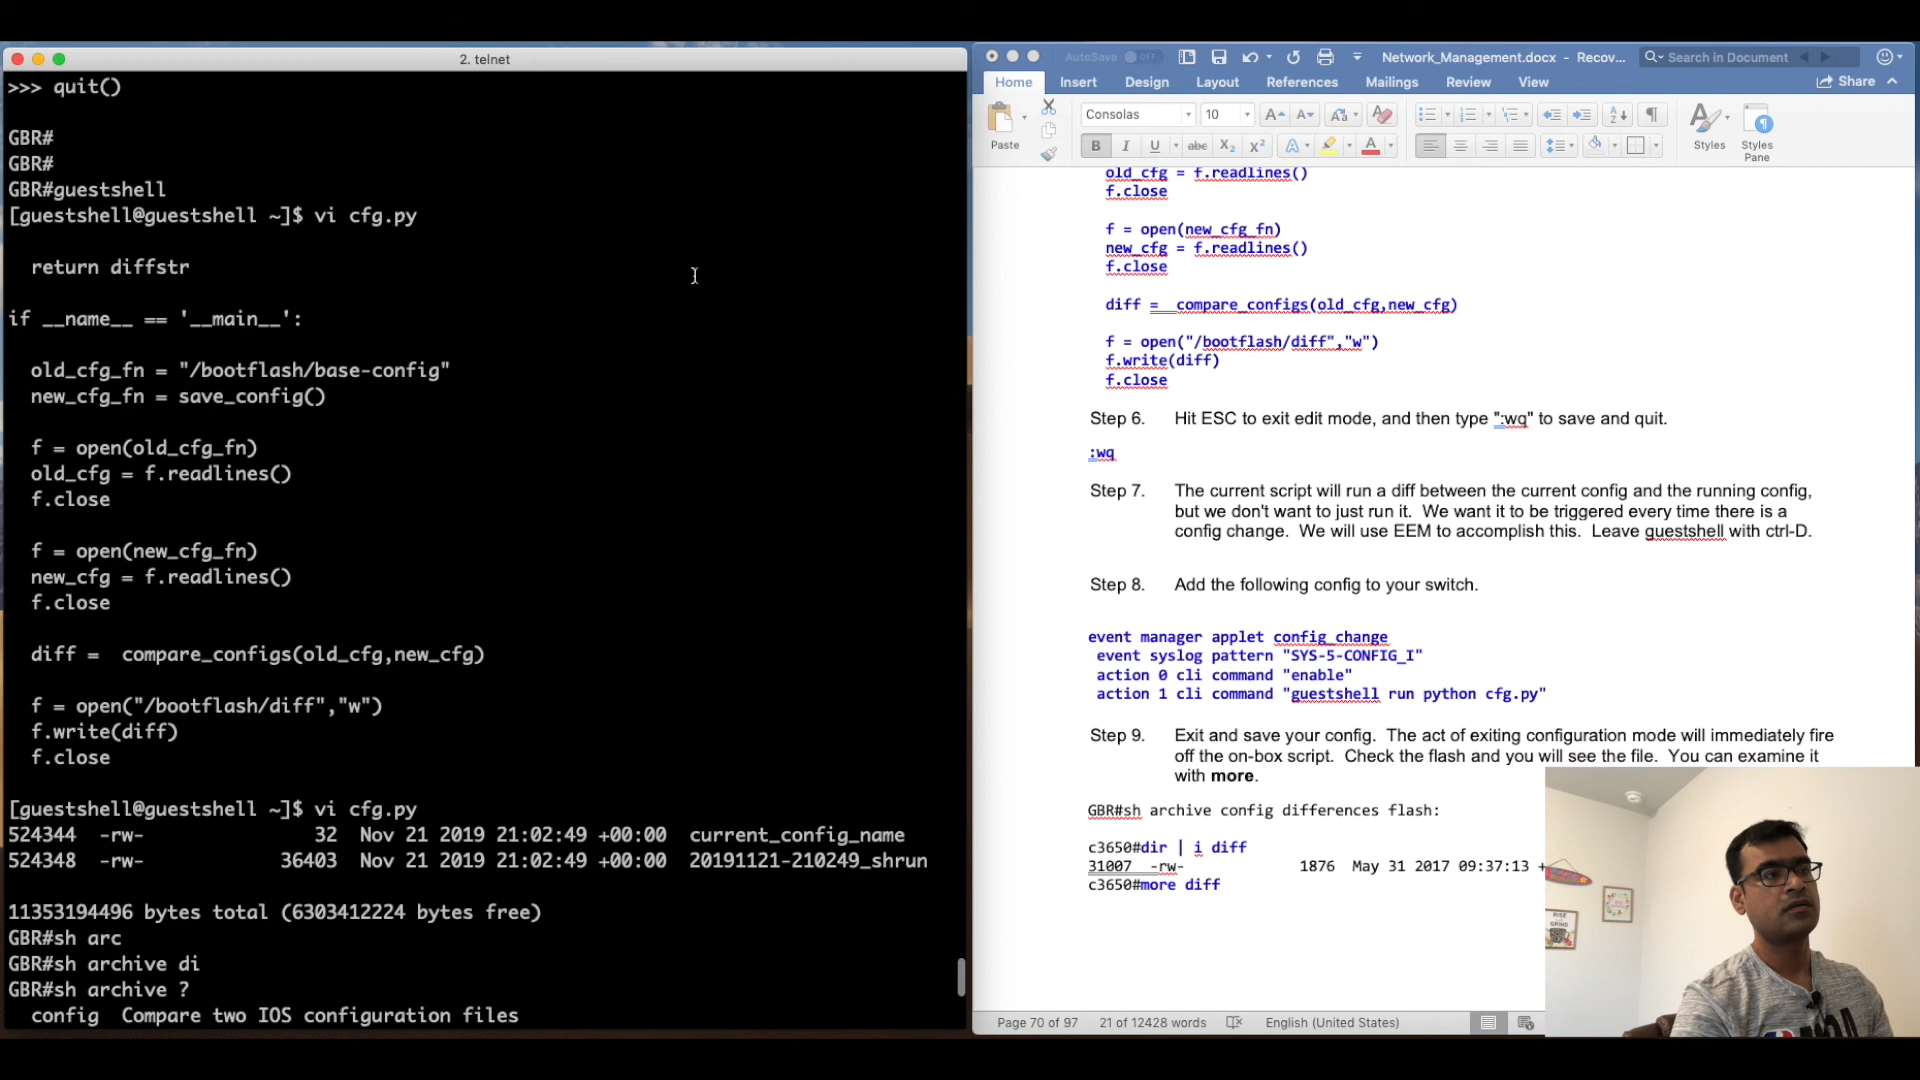 2. telnet
>>> quit()
GBR#
GBR#
GBR#guestshell
[guestshell@guestshell ~]$ vi cfg.py
return diffstr
if __name__ == '__main__':
old_cfg_fn = "/bootflash/base-config"
new_cfg_fn = save_config()
f = open(old_cfg_fn)
old_cfg = f.readlines()
f.close
f = open(new_cfg_fn)
new_cfg = f.readlines()
f.close
diff =  compare_configs(old_cfg,new_cfg)
f = open("/bootflash/diff","w")
f.write(diff)
f.close
[guestshell@guestshell ~]$ vi cfg.py
524344  -rw-               32  Nov 21 2019 21:02:49 +00:00  current_config_name
524348  -rw-            36403  Nov 21 2019 21:02:49 +00:00  20191121-210249_shrun
11353194496 bytes total (6303412224 bytes free)
GBR#sh arc
GBR#sh archive di
GBR#sh archive ?
config  Compare two IOS configuration files
AutoSave OFF
Network_Management.docx - Recov...
Search in Document
Home Insert Design Layout References Mailings Review View Share
Paste
Consolas 10
B I U abc X2 X2 A A
Styles
Styles Pane
old_cfg = f.readlines()
f.close
f = open(new_cfg_fn)
new_cfg = f.readlines()
f.close
diff =  compare_configs(old_cfg,new_cfg)
f = open("/bootflash/diff","w")
f.write(diff)
f.close
Step 6. Hit ESC to exit edit mode, and then type ":wq" to save and quit.
:wq
Step 7. The current script will run a diff between the current config and the running config,
but we don't want to just run it.  We want it to be triggered every time there is a
config change.  We will use EEM to accomplish this.  Leave guestshell with ctrl-D.
Step 8. Add the following config to your switch.
event manager applet config_change
event syslog pattern "SYS-5-CONFIG_I"
action 0 cli command "enable"
action 1 cli command "guestshell run python cfg.py"
Step 9. Exit and save your config.  The act of exiting configuration mode will immediately fire
off the on-box script.  Check the flash and you will see the file.  You can examine it
with more.
GBR#sh archive config differences flash:
c3650#dir | i diff
31007  -rw-        1876  May 31 2017 09:37:13 +
c3650#more diff
Page 70 of 97 21 of 12428 words English (United States)
RISE
GRIND